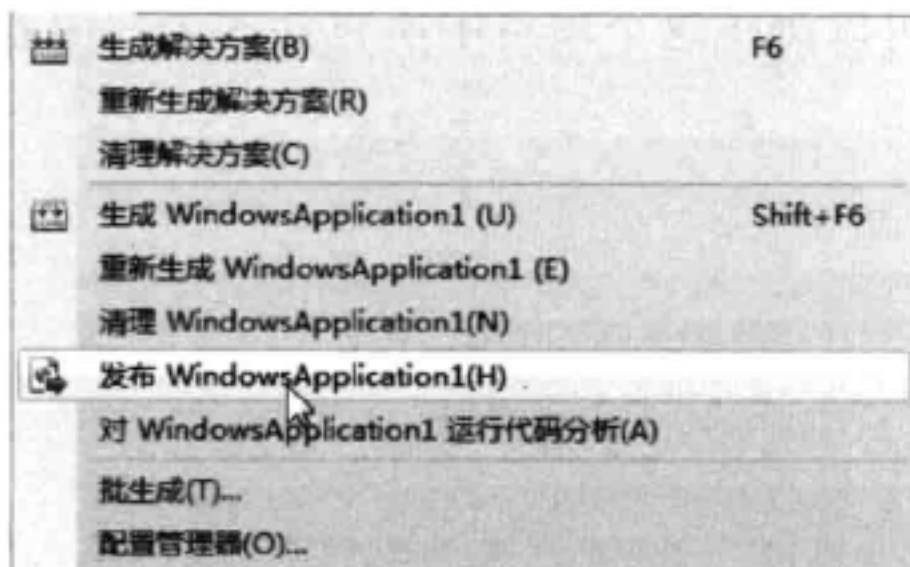 生成解决方案(B) F6
重新生成解决方案(R)
清理解决方案(C)
生成 WindowsApplication1 (U) Shift+F6
重新生成 WindowsApplication1 (E)
清理 WindowsApplication1(N)
发布 WindowsApplication1(H)
对 WindowsApplication1 运行代码分析(A)
批生成(T)...
配置管理器(O)...